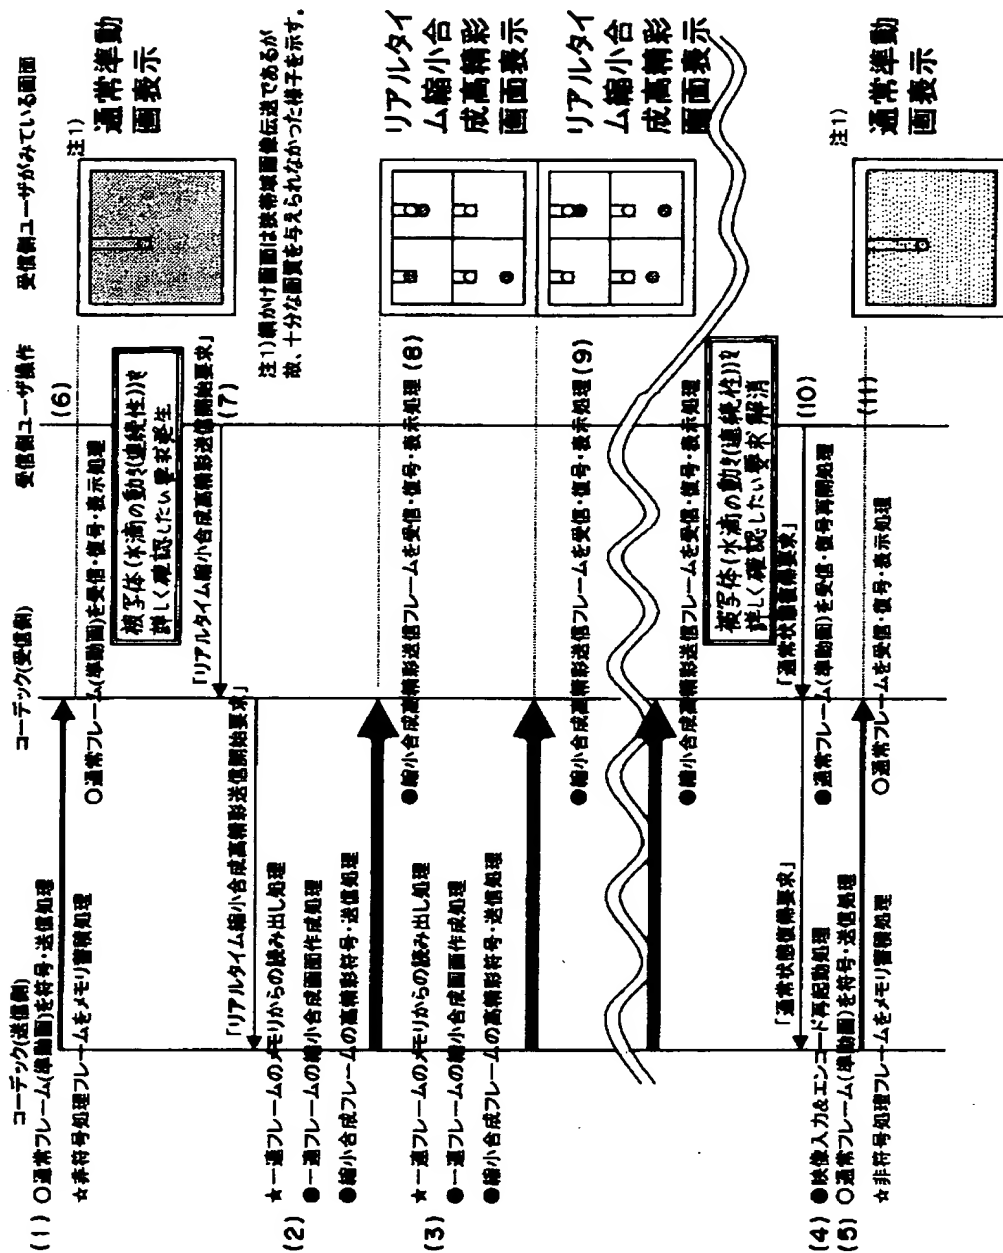 コーデック(送信側)
コーデック(受信側)
受信側ユーザ操作
受信側ユーザがみている画面
(1) ○通常フレーム(準動画)を符号・送信処理
☆非符号処理フレームをメモリ蓄積処理
○通常フレーム(準動画)を受信・復号・表示処理
(6)
注1)
通常準動
画表示
被写体(水滴の動き(連続性))を
詳しく確認したい要求発生
「リアルタイム縮小合成高精彩送信開始要求」
(7)
「リアルタイム縮小合成高精彩送信開始要求」
注1)網かけ画面は狭帯域画像伝送であるが
故、十分な画質を与えられなかった様子を示す。
★一連フレームのメモリからの読み出し処理
(2) ●一連フレームの縮小合成画面作成処理
●縮小合成フレームの高精彩符号・送信処理
●縮小合成高精彩送信フレームを受信・復号・表示処理(8)
リアルタイ
ム縮小合
成高精彩
画面表示
★一連フレームのメモリからの読み出し処理
(3) ●一連フレームの縮小合成画面作成処理
●縮小合成フレームの高精彩符号・送信処理
●縮小合成高精彩送信フレームを受信・復号・表示処理(9)
リアルタイ
ム縮小合
成高精彩
画面表示
●縮小合成高精彩送信フレームを受信・復号・表示処理
被写体(水滴の動き(連続性))を
詳しく確認したい要求解消
「通常状態復帰要求」
(10)
「通常状態復帰要求」
(4) ●映像入力&エンコード再起動処理
●通常フレーム(準動画)を受信・復号再開処理
(5) ○通常フレーム(準動画)を符号・送信処理
☆非符号処理フレームをメモリ蓄積処理
○通常フレームを受信・復号・表示処理
(11)
注1)
通常準動
画表示